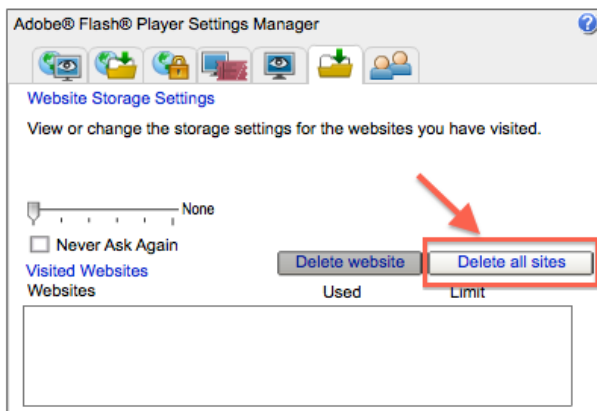 Adobe® Flash® Player Settings Manager
?
Website Storage Settings
View or change the storage settings for the websites you have visited.
None
Never Ask Again
Delete website
Delete all sites
Visited Websites
Websites
Used
Limit